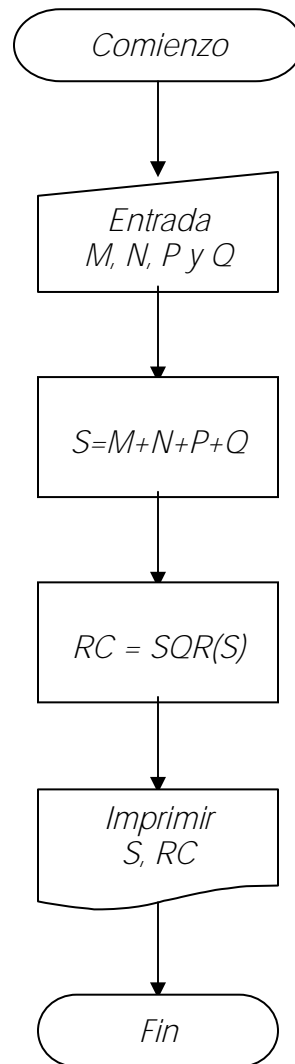 Comienzo
Entrada
M, N, P y Q
S=M+N+P+Q
RC = SQR(S)
Imprimir
S, RC
Fin